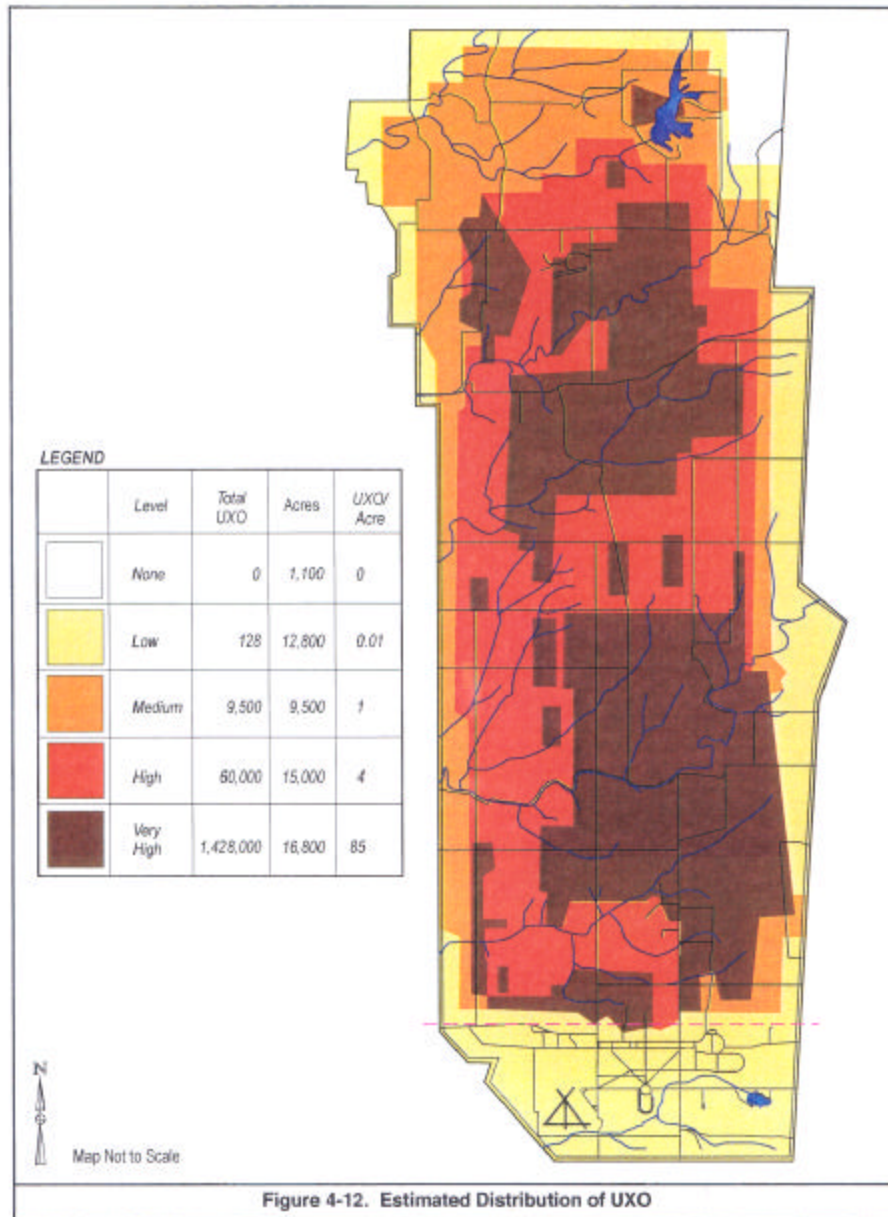 LEGEND
Level Total UXO Acres UXO/ Acre
None 0 1,100 0
Low 128 12,800 0.01
Medium 9,500 9,500 1
High 60,000 15,000 4
Very High 1,428,000 16,800 85
N
Map Not to Scale
Figure 4-12. Estimated Distribution of UXO